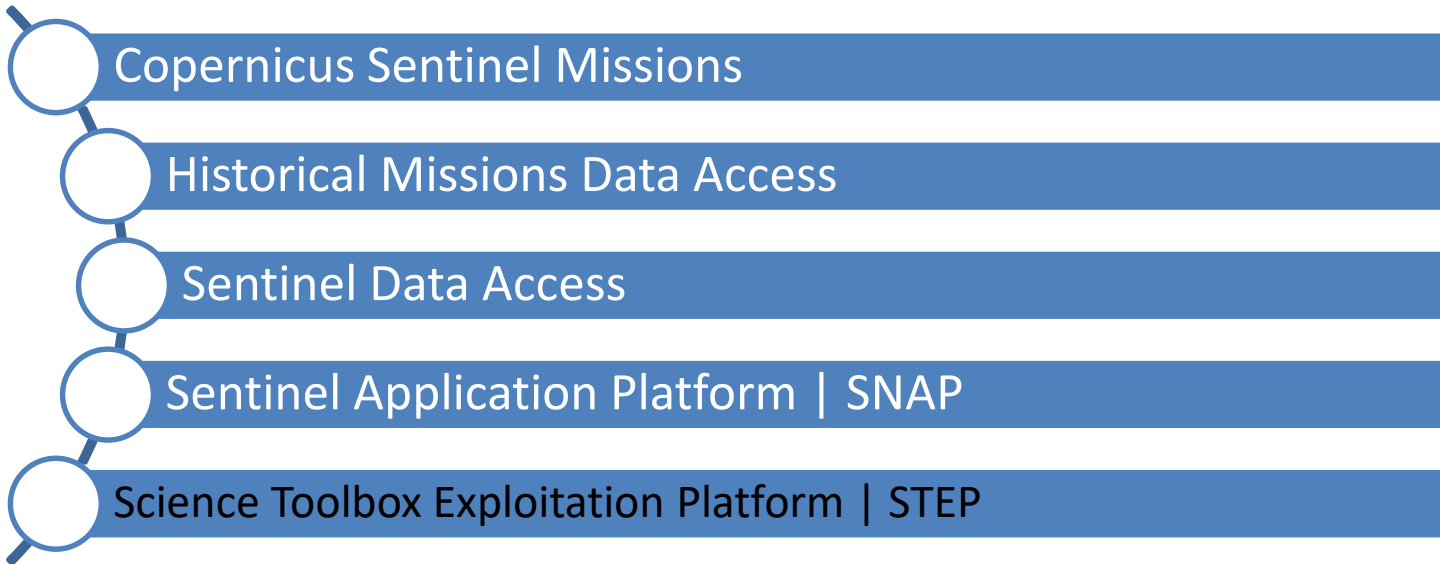 Copernicus Sentinel Missions
Historical Missions Data Access
Sentinel Data Access
Sentinel Application Platform | SNAP
Science Toolbox Exploitation Platform | STEP